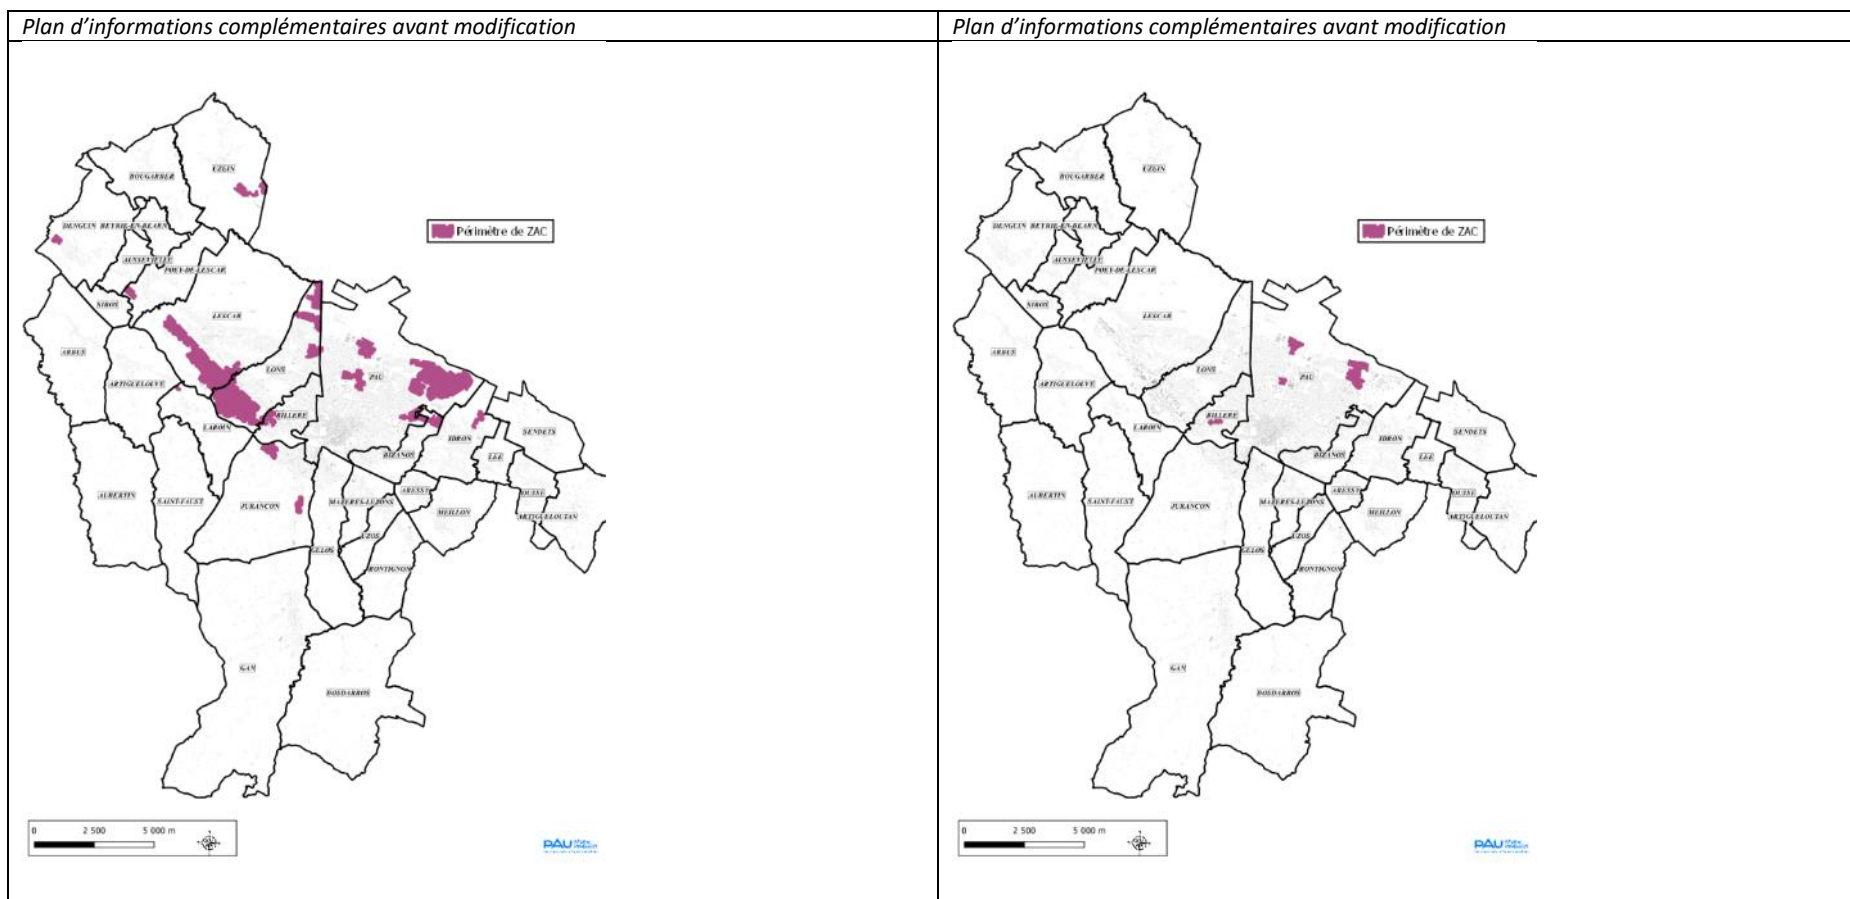 Plan d’informations complémentaires avant modification
UZEIN
BOUGARBER
DENGUIN
BEYRIE-EN-BEARN
Périmètre de ZAC
AUSSEVIELLE
POEY-DE-LESCAR
SIROS
LESCAR
ARBUS
LONS
ARTIGUELOUVE
PAU
BILLERE
LAROIN
IDRON
SENDETS
BIZANOS
LEE
ARESSY
OUSSE
AUBERTIN
SAINT-FAUST
JURANÇON
MAZERES-LEZONS
MEILLON
ARTIGUELOUTAN
UZOS
GELOS
RONTIGNON
GAN
BOSDARROS
0 2 500 5 000 m
PAU
Plan d’informations complémentaires avant modification
UZEIN
BOUGARBER
DENGUIN
BEYRIE-EN-BEARN
Périmètre de ZAC
AUSSEVIELLE
POEY-DE-LESCAR
SIROS
LESCAR
ARBUS
LONS
ARTIGUELOUVE
PAU
BILLERE
LAROIN
IDRON
SENDETS
BIZANOS
LEE
ARESSY
OUSSE
AUBERTIN
SAINT-FAUST
JURANÇON
MAZERES-LEZONS
MEILLON
ARTIGUELOUTAN
UZOS
GELOS
RONTIGNON
GAN
BOSDARROS
0 2 500 5 000 m
PAU